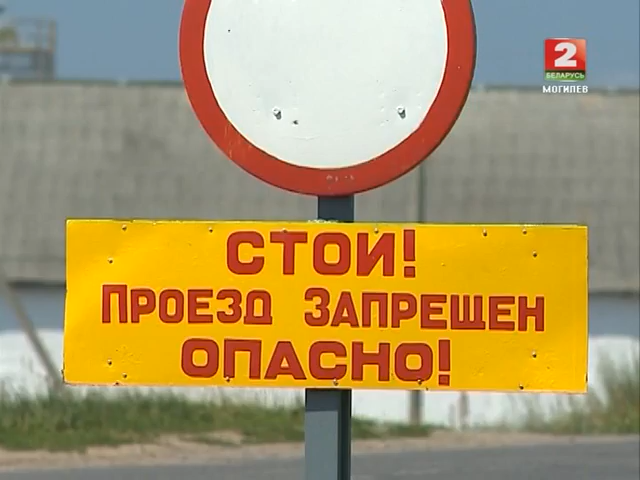 2
БЕЛАРУСЬ
МОГИЛЕВ
СТОИ!
ПРОЕЗД ЗАПРЕЩЕН
ОПАСНО!